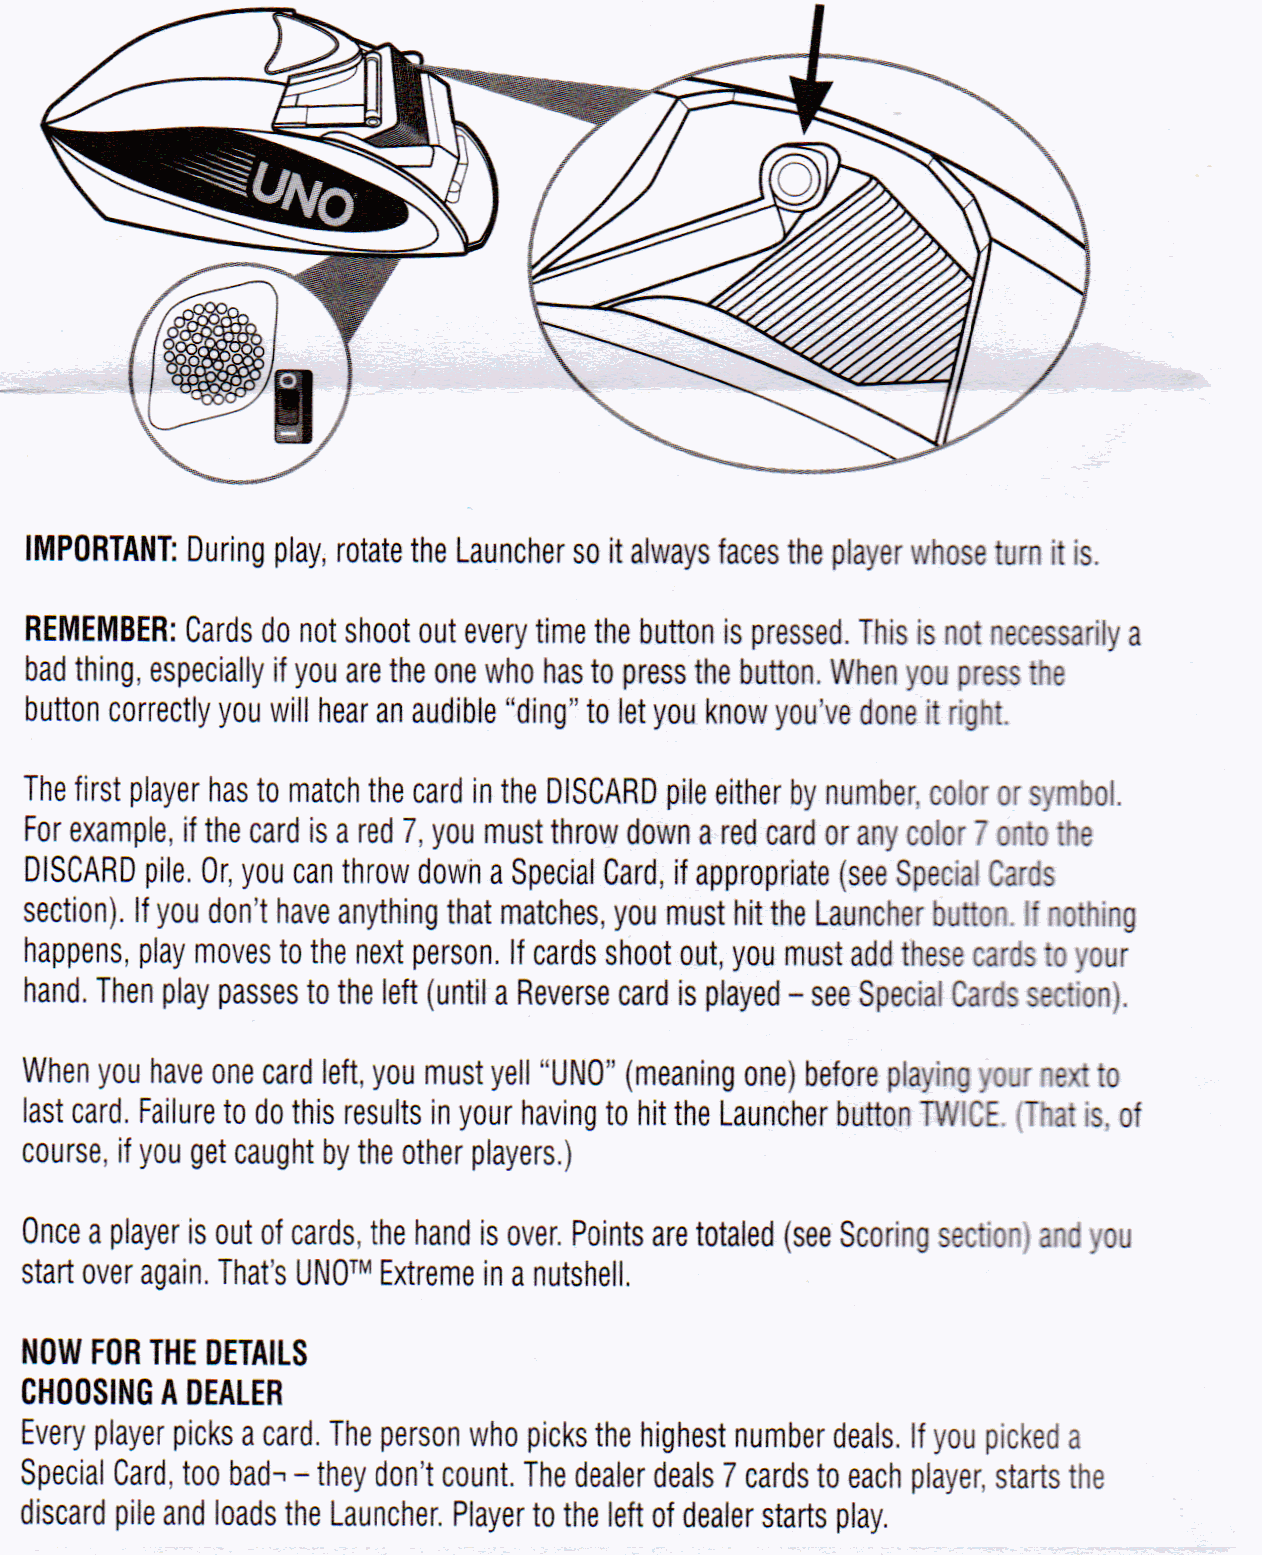 UNO
IMPORTANT: During play, rotate the Launcher so it always faces the player whose turn it is.
REMEMBER: Cards do not shoot out every time the button is pressed. This is not necessarily a
bad thing, especially if you are the one who has to press the button. When you press the
button correctly you will hear an audible “ding” to let you know you’ve done it right.
The first player has to match the card in the DISCARD pile either by number, color or symbol.
For example, if the card is a red 7, you must throw down a red card or any color 7 onto the
DISCARD pile. Or, you can throw down a Special Card, if appropriate (see Special Cards
section). If you don’t have anything that matches, you must hit the Launcher button. If nothing
happens, play moves to the next person. If cards shoot out, you must add these cards to your
hand. Then play passes to the left (until a Reverse card is played – see Special Cards section).
When you have one card left, you must yell “UNO” (meaning one) before playing your next to
last card. Failure to do this results in your having to hit the Launcher button TWICE. (That is, of
course, if you get caught by the other players.)
Once a player is out of cards, the hand is over. Points are totaled (see Scoring section) and you
start over again. That’s UNO™ Extreme in a nutshell.
NOW FOR THE DETAILS
CHOOSING A DEALER
Every player picks a card. The person who picks the highest number deals. If you picked a
Special Card, too bad¬ – they don’t count. The dealer deals 7 cards to each player, starts the
discard pile and loads the Launcher. Player to the left of dealer starts play.